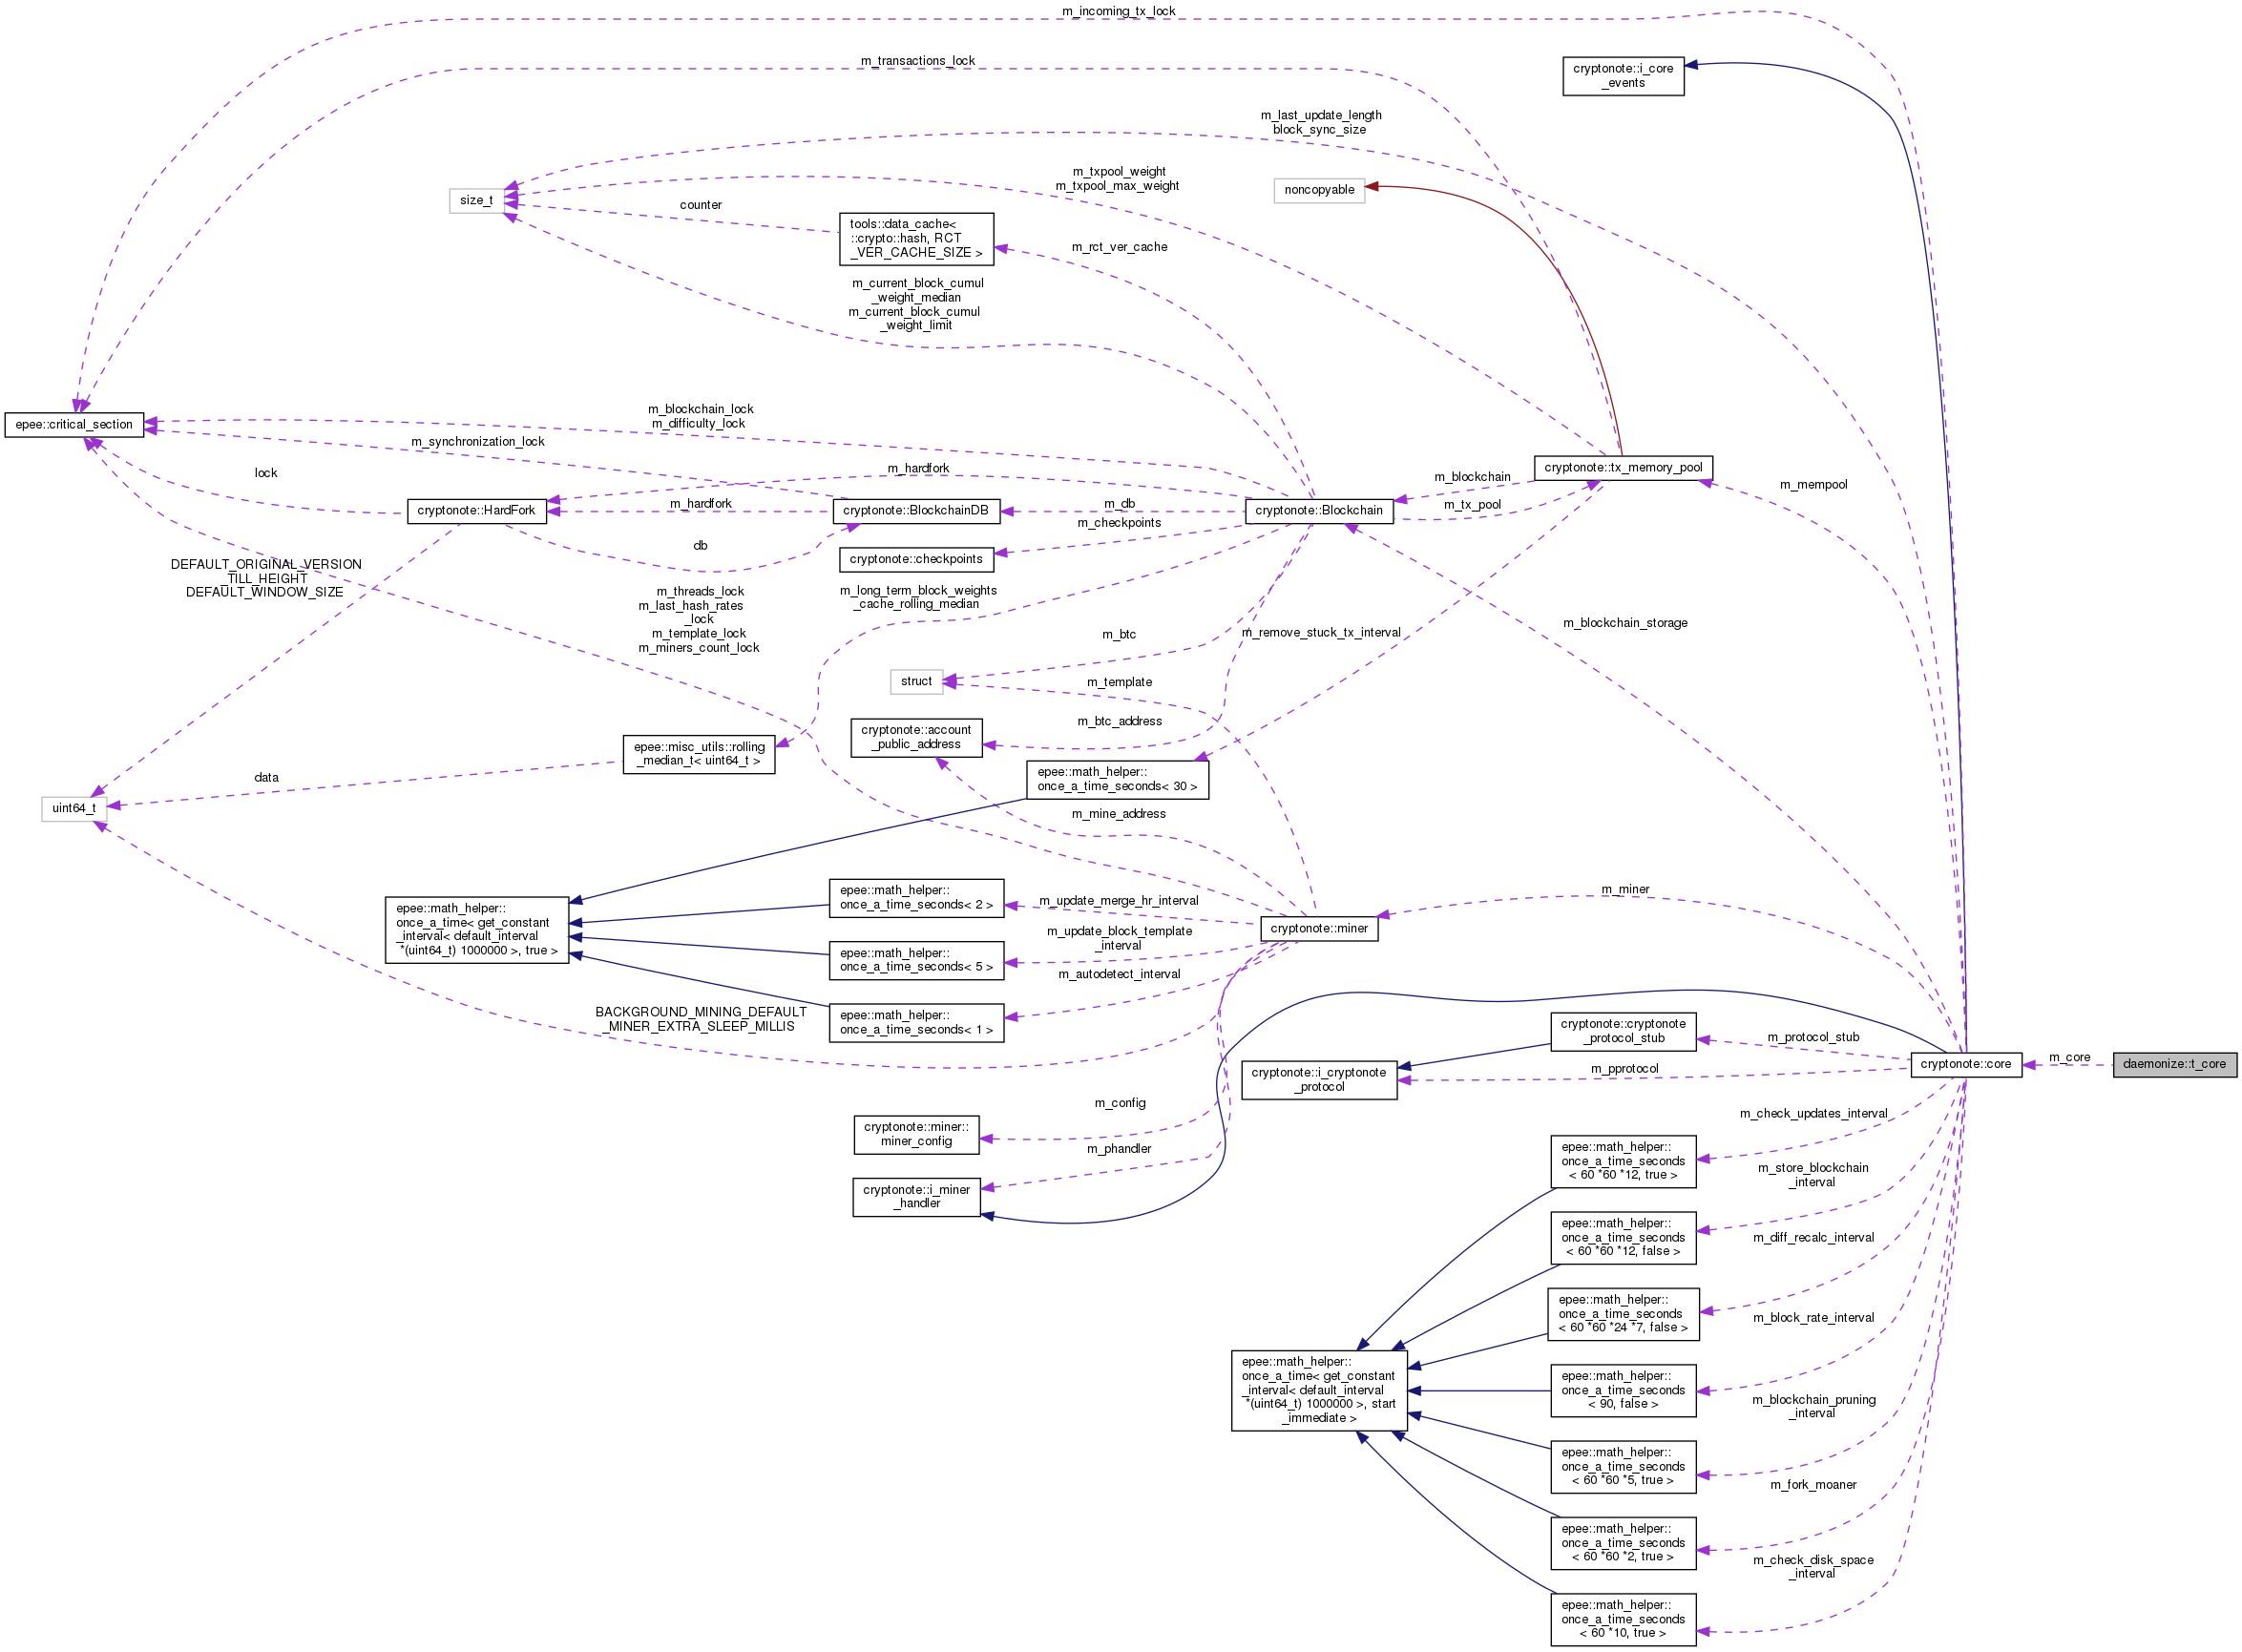 m_incoming_tx_lock
m_transactions_lock
cryptonote::i_core
_events
m_last_update_length
block_sync_size
m_txpool_weight
m_txpool_max_weight
noncopyable
size_t
counter
tools::data_cache<
::crypto::hash, RCT
_VER_CACHE_SIZE >
m_rct_ver_cache
m_current_block_cumul
_weight_median
m_current_block_cumul
_weight_limit
epee::critical_section
m_blockchain_lock
m_difficulty_lock
m_synchronization_lock
lock
m_hardfork
cryptonote::tx_memory_pool
m_blockchain
m_mempool
cryptonote::HardFork
m_hardfork
cryptonote::BlockchainDB
m_db
cryptonote::Blockchain
m_tx_pool
m_checkpoints
db
cryptonote::checkpoints
DEFAULT_ORIGINAL_VERSION
_TILL_HEIGHT
DEFAULT_WINDOW_SIZE
m_threads_lock
m_last_hash_rates
_lock
m_template_lock
m_miners_count_lock
m_long_term_block_weights
_cache_rolling_median
m_btc
m_remove_stuck_tx_interval
m_blockchain_storage
struct
m_template
m_btc_address
cryptonote::account
_public_address
epee::misc_utils::rolling
_median_t< uint64_t >
data
uint64_t
epee::math_helper::
once_a_time_seconds< 30 >
m_mine_address
epee::math_helper::
once_a_time< get_constant
_interval< default_interval
*(uint64_t) 1000000 >, true >
epee::math_helper::
once_a_time_seconds< 2 >
m_update_merge_hr_interval
m_miner
cryptonote::miner
m_update_block_template
_interval
epee::math_helper::
once_a_time_seconds< 5 >
m_autodetect_interval
epee::math_helper::
once_a_time_seconds< 1 >
BACKGROUND_MINING_DEFAULT
_MINER_EXTRA_SLEEP_MILLIS
cryptonote::cryptonote
_protocol_stub
m_protocol_stub
cryptonote::i_cryptonote
_protocol
m_pprotocol
cryptonote::core
m_core
daemonize::t_core
m_config
cryptonote::miner::
miner_config
m_phandler
cryptonote::i_miner
_handler
m_check_updates_interval
epee::math_helper::
once_a_time_seconds
< 60 *60 *12, true >
m_store_blockchain
_interval
epee::math_helper::
once_a_time_seconds
< 60 *60 *12, false >
m_diff_recalc_interval
epee::math_helper::
once_a_time_seconds
< 60 *60 *24 *7, false >
m_block_rate_interval
epee::math_helper::
once_a_time< get_constant
_interval< default_interval
*(uint64_t) 1000000 >, start
_immediate >
epee::math_helper::
once_a_time_seconds
< 90, false >
m_blockchain_pruning
_interval
epee::math_helper::
once_a_time_seconds
< 60 *60 *5, true >
m_fork_moaner
epee::math_helper::
once_a_time_seconds
< 60 *60 *2, true >
m_check_disk_space
_interval
epee::math_helper::
once_a_time_seconds
< 60 *10, true >